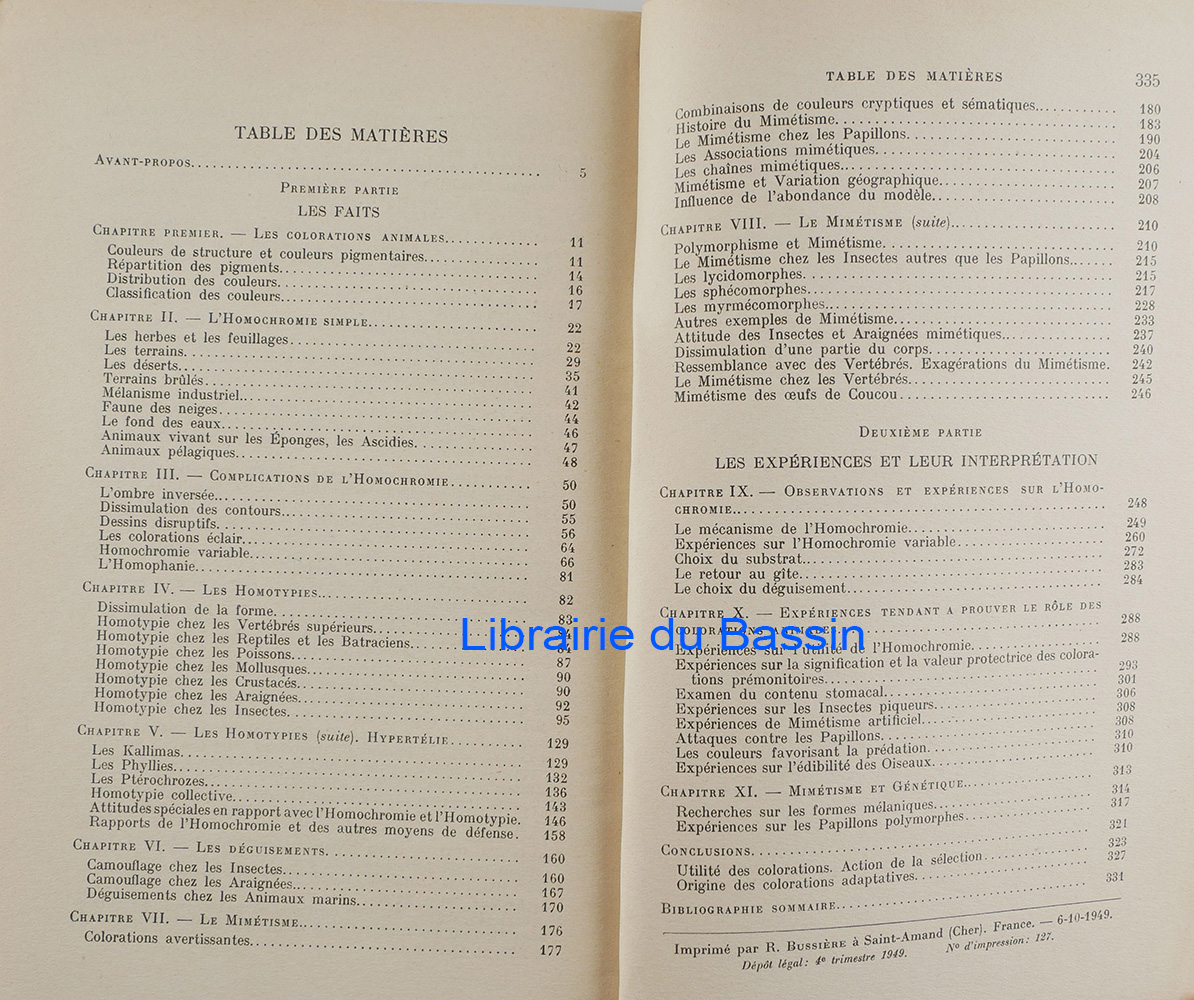 TABLE DES MATIÈRES
AVANT-PROPOS 5
PREMIÈRE PARTIE
LES FAITS
CHAPITRE PREMIER. — LES COLORATIONS ANIMALES 11
Couleurs de structure et couleurs pigmentaires 11
Répartition des pigments 14
Distribution des couleurs 16
Classification des couleurs 17
CHAPITRE II. — L'HOMOCHROMIE SIMPLE 22
Les herbes et les feuillages 22
Les terrains 29
Les déserts 35
Terrains brûlés 41
Mélanisme industriel 42
Faune des neiges 44
Le fond des eaux 46
Animaux vivant sur les Éponges, les Ascidies 47
Animaux pélagiques 48
CHAPITRE III. — COMPLICATIONS DE L'HOMOCHROMIE 50
L'ombre inversée 50
Dissimulation des contours 55
Dessins disruptifs 56
Les colorations éclair 64
Homochromie variable 66
L'Homophanie 81
CHAPITRE IV. — LES HOMOTYPIES 82
Dissimulation de la forme 83
Homotypie chez les Vertébrés supérieurs 84
Homotypie chez les Reptiles et les Batraciens 84
Homotypie chez les Poissons 87
Homotypie chez les Mollusques 90
Homotypie chez les Crustacés 90
Homotypie chez les Araignées 92
Homotypie chez les Insectes 95
CHAPITRE V. — LES HOMOTYPIES (suite). HYPERTÉLIE 129
Les Kallimas 129
Les Phyllies 132
Les Ptérochrozes 136
Homotypie collective 143
Attitudes spéciales en rapport avec l'Homochromie et l'Homotypie. 146
Rapports de l'Homochromie et des autres moyens de défense. 158
CHAPITRE VI. — LES DÉGUISEMENTS 160
Camouflage chez les Insectes 160
Camouflage chez les Araignées 167
Déguisements chez les Animaux marins 170
CHAPITRE VII. — LE MIMÉTISME 176
Colorations avertissantes 177
TABLE DES MATIÈRES 335
Combinaisons de couleurs cryptiques et sématiques 180
Histoire du Mimétisme 183
Le Mimétisme chez les Papillons 190
Les Associations mimétiques 204
Les chaînes mimétiques 206
Mimétisme et Variation géographique 207
Influence de l'abondance du modèle 208
CHAPITRE VIII. — LE MIMÉTISME (suite) 210
Polymorphisme et Mimétisme 210
Le Mimétisme chez les Insectes autres que les Papillons 215
Les lycidomorphes 215
Les sphécomorphes 217
Les myrmécomorphes 228
Autres exemples de Mimétisme 233
Attitude des Insectes et Araignées mimétiques 237
Dissimulation d'une partie du corps 240
Ressemblance avec des Vertébrés. Exagérations du Mimétisme. 242
Le Mimétisme chez les Vertébrés 245
Mimétisme des œufs de Coucou 246
DEUXIÈME PARTIE
LES EXPÉRIENCES ET LEUR INTERPRÉTATION
CHAPITRE IX. — OBSERVATIONS ET EXPÉRIENCES SUR L'HOMO-
CHROMIE 248
Le mécanisme de l'Homochromie 249
Expériences sur l'Homochromie variable 260
Choix du substrat 272
Le retour au gîte 283
Le choix du déguisement 284
CHAPITRE X. — EXPÉRIENCES TENDANT A PROUVER LE RÔLE DES
COLORATIONS ANIMALES 288
Librairie du Bassin
Expériences sur l'utilité de l'Homochromie 288
Expériences sur la signification et la valeur protectrice des colora-
tions prémonitoires 293
Examen du contenu stomacal 301
Expériences sur les Insectes piqueurs 306
Expériences de Mimétisme artificiel 308
Attaques contre les Papillons 308
Les couleurs favorisant la prédation 310
Expériences sur l'édibilité des Oiseaux 310
CHAPITRE XI. — MIMÉTISME ET GÉNÉTIQUE 313
Recherches sur les formes mélaniques 314
Expériences sur les Papillons polymorphes 317
CONCLUSIONS 321
Utilité des colorations. Action de la sélection 323
Origine des colorations adaptatives 327
BIBLIOGRAPHIE SOMMAIRE 331
Imprimé par R. BUSSIÈRE à Saint-Amand (Cher). France. — 6-10-1949.
Dépôt légal: 4e trimestre 1949. No d'impression: 127.